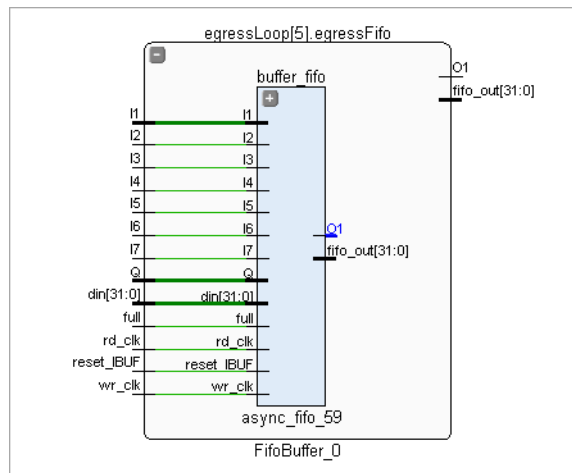 egressLoop[5].egressFifo
O1
fifo_out[31:0]
buffer_fifo
I1 I1
I2 I2
I3 I3
I4 I4
I5 I5
I6 I6
O1
I7 I7
fifo_out[31:0]
Q Q
din[31:0] din[31:0]
full full
rd_clk rd_clk
reset_IBUF reset_IBUF
wr_clk wr_clk
async_fifo_59
FifoBuffer_0